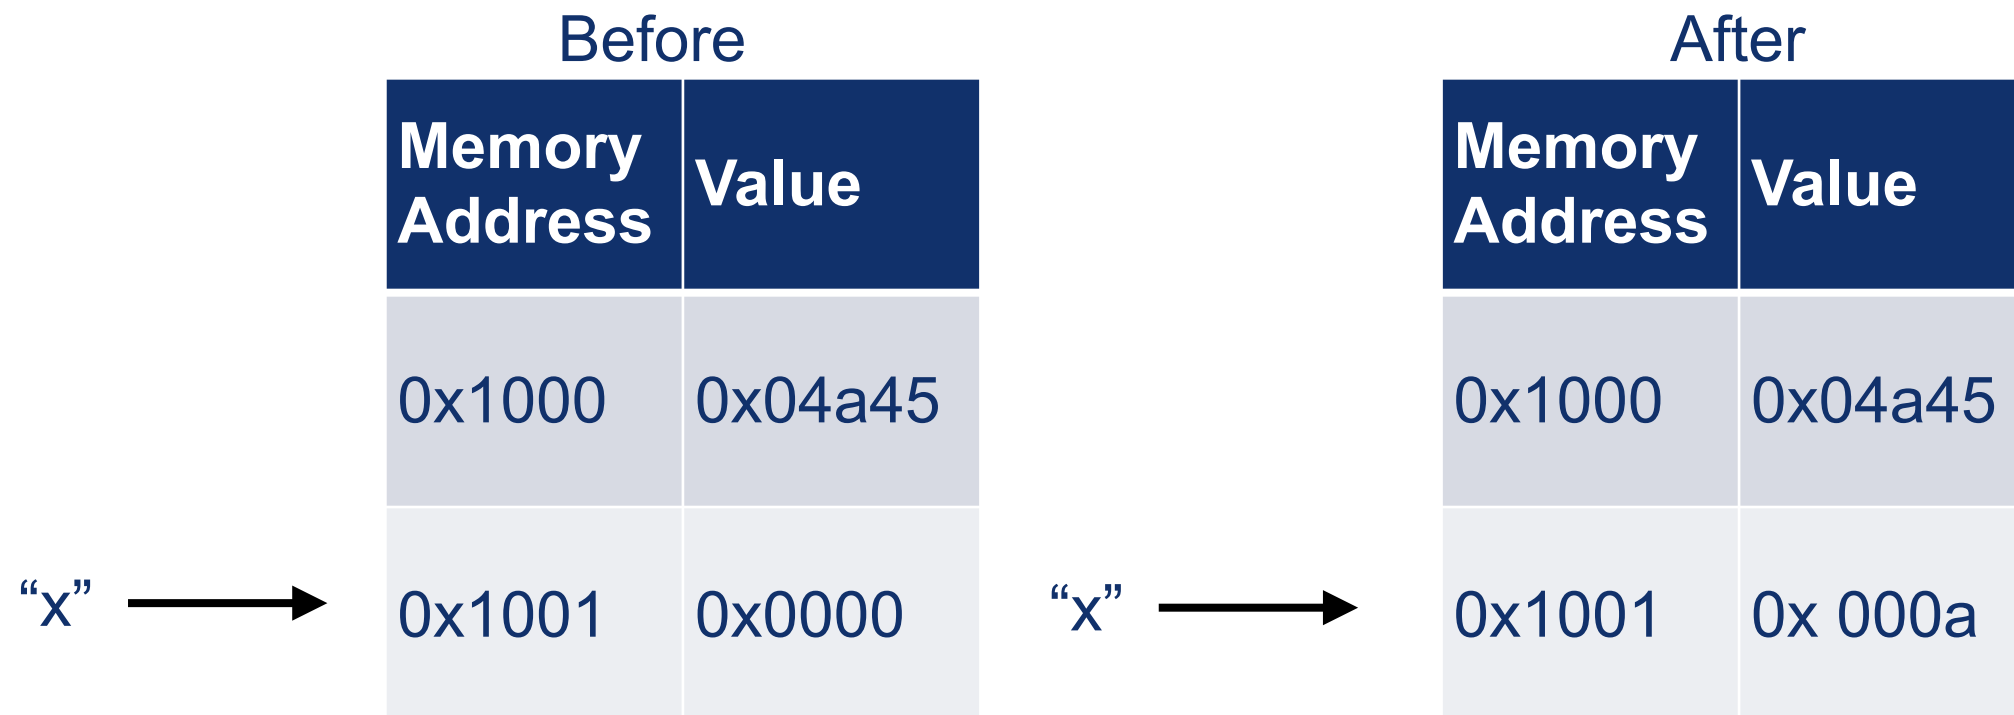 Before
Memory Address Value
0x1000 0x04a45
“x” 0x1001 0x0000
After
Memory Address Value
0x1000 0x04a45
“x” 0x1001 0x 000a